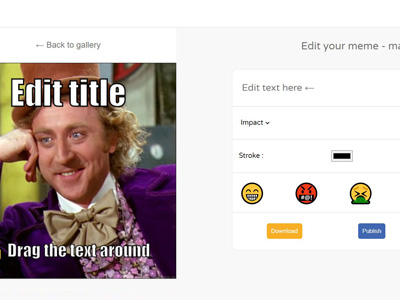 ← Back to gallery
Edit title
Drag the text around
Edit your meme - ma
Edit text here ←
Impact
Stroke :
Download
Publish